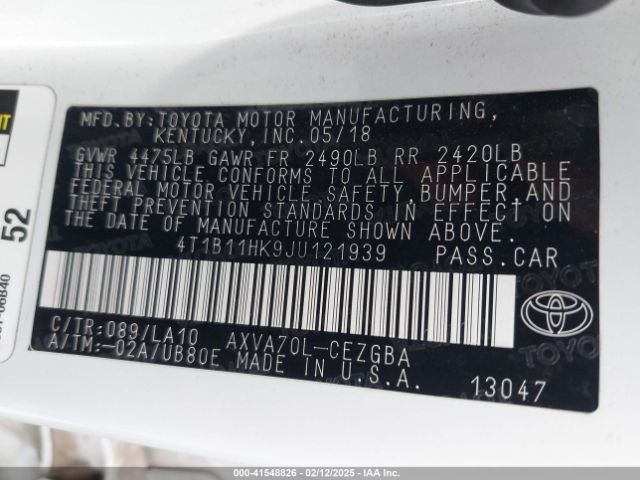 MFD.BY:TOYOTA MOTOR MANUFACTURING,
KENTUCKY,INC.05/18
GVWR 4475LB GAWR FR 2490LB RR 2420LB
THIS VEHICLE CONFORMS TO ALL APPLICABLE
FEDERAL MOTOR VEHICLE SAFETY,BUMPER,AND
THEFT PREVENTION STANDARDS IN EFFECT ON
THE DATE OF MANUFACTURE SHOWN ABOVE.
4T1B11HK9JU121939 PASS.CAR
C/TR:089/LA10 AXVA70L-CEZGBA
A/TM:-02A/UB80E MADE IN U.S.A.
13047
TOYOTA
52
000-41548826 - 02/12/2025 - IAAI.COM